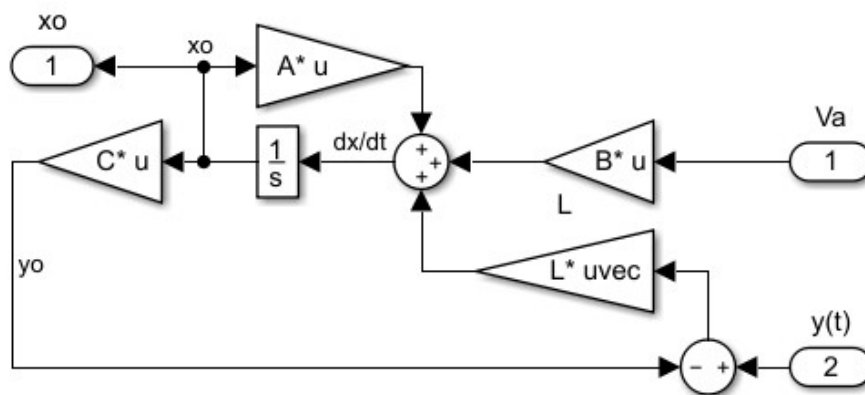 xo
1
xo
A* u
Va
1
C* u
1
s
dx/dt
+
+
+
B* u
L
yo
L* uvec
y(t)
2
− +